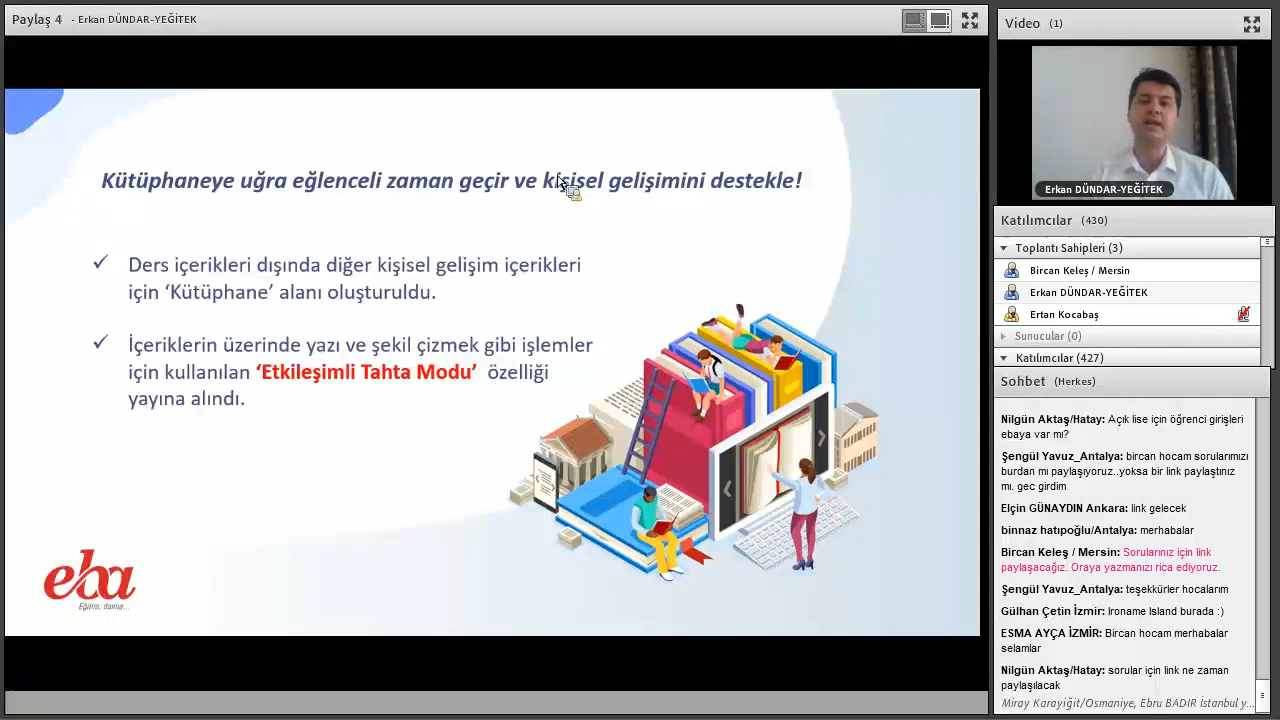 Paylaş 4 - Erkan DÜNDAR-YEĞİTEK
Kütüphaneye uğra eğlenceli zaman geçir ve kişisel gelişimini destekle!
Ders içerikleri dışında diğer kişisel gelişim içerikleri
için ‘Kütüphane’ alanı oluşturuldu.
İçeriklerin üzerinde yazı ve şekil çizmek gibi işlemler
için kullanılan ‘Etkileşimli Tahta Modu’ özelliği
yayına alındı.
eba
Eğitim, daima...
Video (1)
Erkan DÜNDAR-YEĞİTEK
Katılımcılar (430)
Toplantı Sahipleri (3)
Bircan Keleş / Mersin
Erkan DÜNDAR-YEĞİTEK
Ertan Kocabaş
Sunucular (0)
Katılımcılar (427)
Sohbet (Herkes)
Nilgün Aktaş/Hatay: Açık lise için öğrenci girişleri
ebaya var mı?
Şengül Yavuz_Antalya: bircan hocam sorularımızı
burdan mı paylaşıyoruz..yoksa bir link paylaştınız
mı. gec girdim
Elçin GÜNAYDIN Ankara: link gelecek
binnaz hatıpoğlu/Antalya: merhabalar
Bircan Keleş / Mersin: Sorularınız için link
paylaşacağız. Oraya yazmanızı rica ediyoruz.
Şengül Yavuz_Antalya: teşekkürler hocalarım
Gülhan Çetin İzmir: Ironame Island burada :)
ESMA AYÇA İZMİR: Bircan hocam merhabalar
selamlar
Nilgün Aktaş/Hatay: sorular için link ne zaman
paylaşılacak
Miray Karayiğit/Osmaniye, Ebru BADIR İstanbul y...